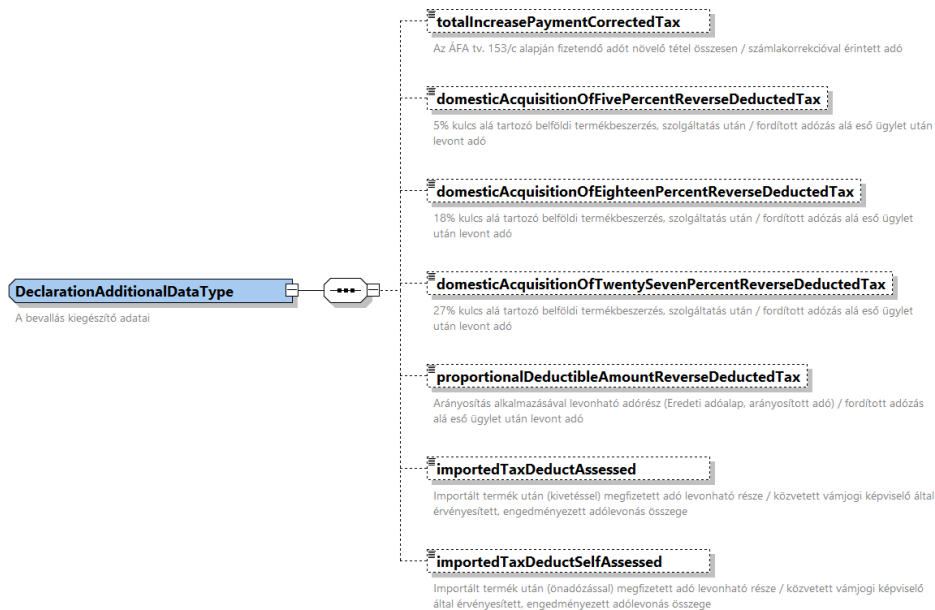 totalIncreasePaymentCorrectedTax
Az ÁFA tv. 153/c alapján fizetendő adót növelő tétel összesen / számlakorrekcióval érintett adó
domesticAcquisitionOfFivePercentReverseDeductedTax
5% kulcs alá tartozó belföldi termékbeszerzés, szolgáltatás után / fordított adózás alá eső ügylet után
levont adó
domesticAcquisitionOfEighteenPercentReverseDeductedTax
18% kulcs alá tartozó belföldi termékbeszerzés, szolgáltatás után / fordított adózás alá eső ügylet
után levont adó
DeclarationAdditionalDataType
A bevallás kiegészítő adatai
domesticAcquisitionOfTwentySevenPercentReverseDeductedTax
27% kulcs alá tartozó belföldi termékbeszerzés, szolgáltatás után / fordított adózás alá eső ügylet
után levont adó
proportionalDeductibleAmountReverseDeductedTax
Arányosítás alkalmazásával levonható adórész (Eredeti adóalap, arányosított adó) / fordított adózás
alá eső ügylet után levont adó
importedTaxDeductAssessed
Importált termék után (kivetéssel) megfizetett adó levonható része / közvetett vámjogi képviselő által
érvényesített, engedményezett adólevonás összege
importedTaxDeductSelfAssessed
Importált termék után (önadózással) megfizetett adó levonható része / közvetett vámjogi képviselő
által érvényesített, engedményezett adólevonás összege